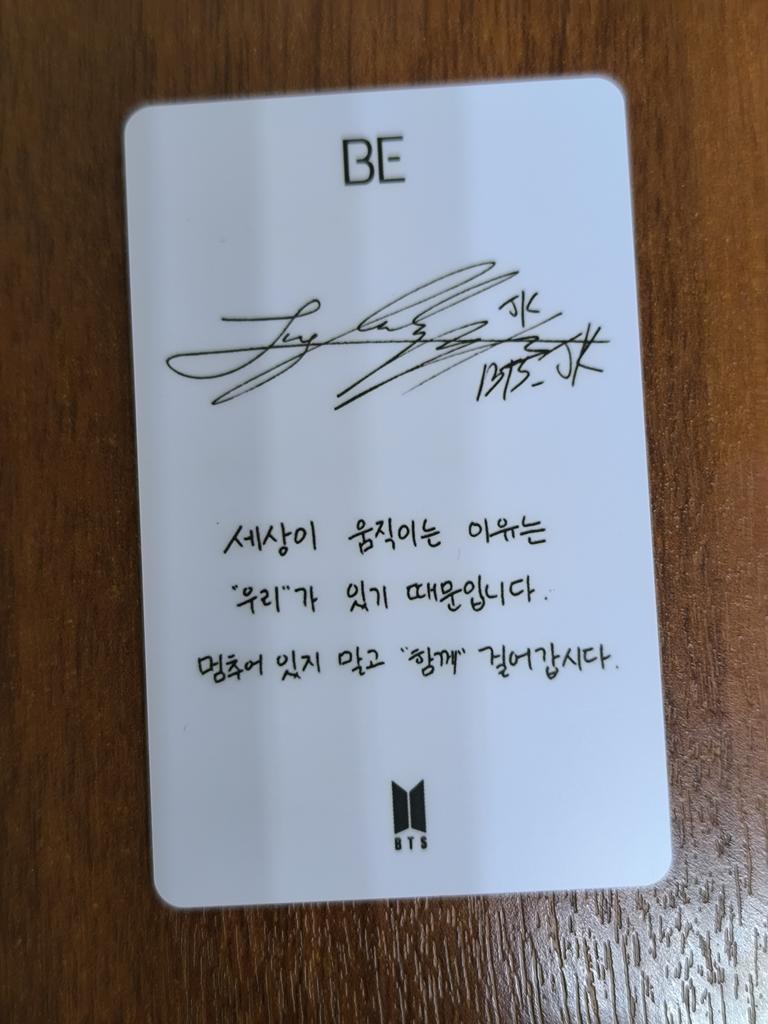 BE
JK
BTS_JK
세상이 움직이는 이유는
"우리"가 있기 때문입니다.
멈추어 있지 말고 "함께" 걸어갑시다.
BTS